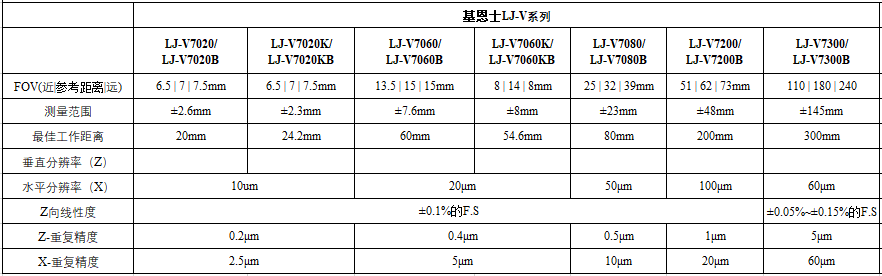 基恩士LJ-V系列
LJ-V7020/ LJ-V7020K/ LJ-V7060/ LJ-V7060K/ LJ-V7080/ LJ-V7200/ LJ-V7300/
LJ-V7020B LJ-V7020KB LJ-V7060B LJ-V7060KB LJ-V7080B LJ-V7200B LJ-V7300B
FOV(近|参考距离|远) 6.5 | 7 | 7.5mm 6.5 | 7 | 7.5mm 13.5 | 15 | 15mm 8 | 14 | 8mm 25 | 32 | 39mm 51 | 62 | 73mm 110 | 180 | 240
测量范围 ±2.6mm ±2.3mm ±7.6mm ±8mm ±23mm ±48mm ±145mm
最佳工作距离 20mm 24.2mm 60mm 54.6mm 80mm 200mm 300mm
垂直分辨率（Z）
水平分辨率（X） 10um 20μm 50μm 100μm 60μm
Z向线性度 ±0.1%的F.S ±0.05%~±0.15%的F.S
Z-重复精度 0.2μm 0.4μm 0.5μm 1μm 5μm
X-重复精度 2.5μm 5μm 10μm 20μm 60μm